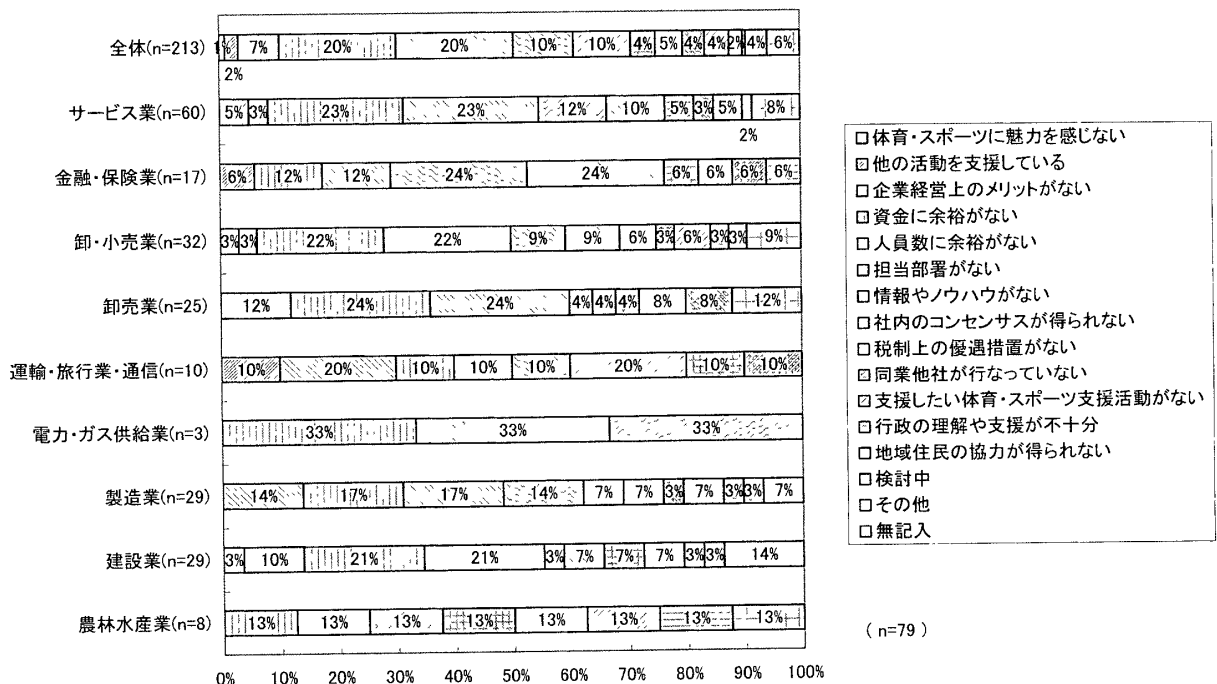 全体(n=213) 1% 7% 20% 20% 10% 10% 4% 5% 4% 4% 2% 4% 6%
2%
サービス業(n=60) 5% 3% 23% 23% 12% 10% 5% 3% 5% 8%
2%
金融・保険業(n=17) 6% 12% 12% 24% 24% 6% 6% 6% 6%
卸・小売業(n=32) 3% 3% 22% 22% 9% 9% 6% 3% 6% 3% 3% 9%
卸売業(n=25) 12% 24% 24% 4% 4% 4% 8% 8% 12%
運輸・旅行業・通信(n=10) 10% 20% 10% 10% 10% 20% 10% 10%
電力・ガス供給業(n=3) 33% 33% 33%
製造業(n=29) 14% 17% 17% 14% 7% 7% 3% 7% 3% 3% 7%
建設業(n=29) 3% 10% 21% 21% 3% 7% 7% 7% 3% 3% 14%
農林水産業(n=8) 13% 13% 13% 13% 13% 13% 13% 13%
0% 10% 20% 30% 40% 50% 60% 70% 80% 90% 100%
体育・スポーツに魅力を感じない
他の活動を支援している
企業経営上のメリットがない
資金に余裕がない
人員数に余裕がない
担当部署がない
情報やノウハウがない
社内のコンセンサスが得られない
税制上の優遇措置がない
同業他社が行なっていない
支援したい体育・スポーツ支援活動がない
行政の理解や支援が不十分
地域住民の協力が得られない
検討中
その他
無記入
( n=79 )